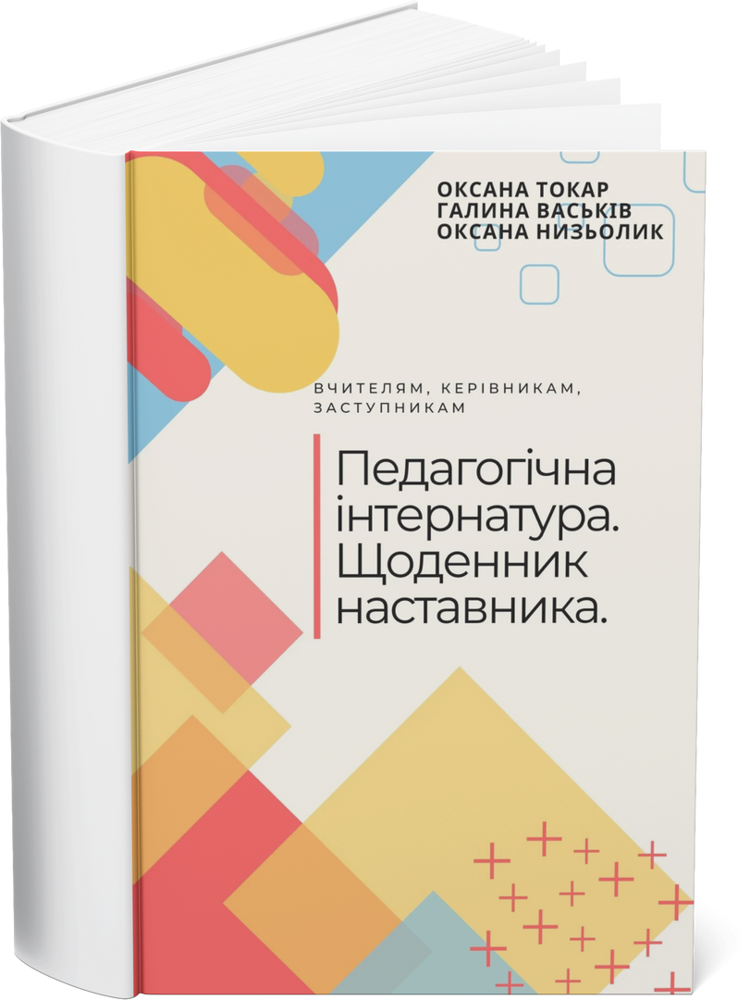 ОКСАНА ТОКАР
ГАЛИНА ВАСЬКІВ
ОКСАНА НИЗЬОЛИК
ВЧИТЕЛЯМ, КЕРІВНИКАМ,
ЗАСТУПНИКАМ
Педагогічна
інтернатура.
Щоденник
наставника.